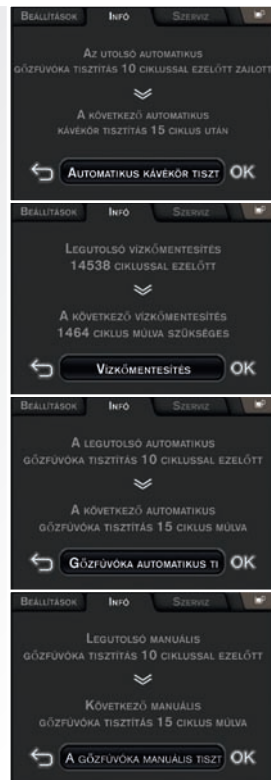 BEÁLLÍTÁSOK INFÓ SZERVIZ
AZ UTOLSÓ AUTOMATIKUS
GŐZFÚVÓKA TISZTÍTÁS 10 CIKLUSSAL EZELŐTT ZAJLOTT
A KÖVETKEZŐ AUTOMATIKUS
KÁVÉKÖR TISZTÍTÁS 15 CIKLUS UTÁN
AUTOMATIKUS KÁVÉKÖR TISZT OK
BEÁLLÍTÁSOK INFÓ SZERVIZ
LEGUTOLSÓ VÍZKŐMENTESÍTÉS
14538 CIKLUSSAL EZELŐTT
A KÖVETKEZŐ VÍZKŐMENTESÍTÉS
1464 CIKLUS MÚLVA SZÜKSÉGES
VÍZKŐMENTESÍTÉS OK
BEÁLLÍTÁSOK INFÓ SZERVIZ
A LEGUTOLSÓ AUTOMATIKUS
GŐZFÚVÓKA TISZTÍTÁS 10 CIKLUSSAL EZELŐTT
A KÖVETKEZŐ AUTOMATIKUS
GŐZFÚVÓKA TISZTÍTÁS 15 CIKLUS MÚLVA
GŐZFÚVÓKA AUTOMATIKUS TI OK
BEÁLLÍTÁSOK INFÓ SZERVIZ
LEGUTOLSÓ MANUÁLIS
GŐZFÚVÓKA TISZTÍTÁS 10 CIKLUSSAL EZELŐTT
KÖVETKEZŐ MANUÁLIS
GŐZFÚVÓKA TISZTÍTÁS 15 CIKLUS MÚLVA
A GŐZFÚVÓKA MANUÁLIS TISZT OK